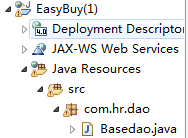 EasyBuy(1)
Deployment Descriptor
JAX-WS Web Services
Java Resources
src
com.hr.dao
Basedao.java